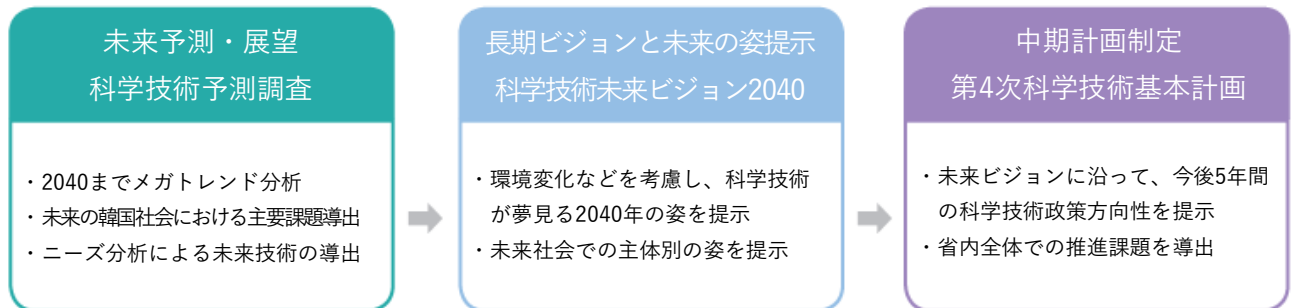 未来予測・展望
科学技術予測調査
・2040までメガトレンド分析
・未来の韓国社会における主要課題導出
・ニーズ分析による未来技術の導出
長期ビジョンと未来の姿提示
科学技術未来ビジョン2040
・環境変化などを考慮し、科学技術
が夢見る2040年の姿を提示
・未来社会での主体別の姿を提示
中期計画制定
第4次科学技術基本計画
・未来ビジョンに沿って、今後5年間
の科学技術政策方向性を提示
・省内全体での推進課題を導出